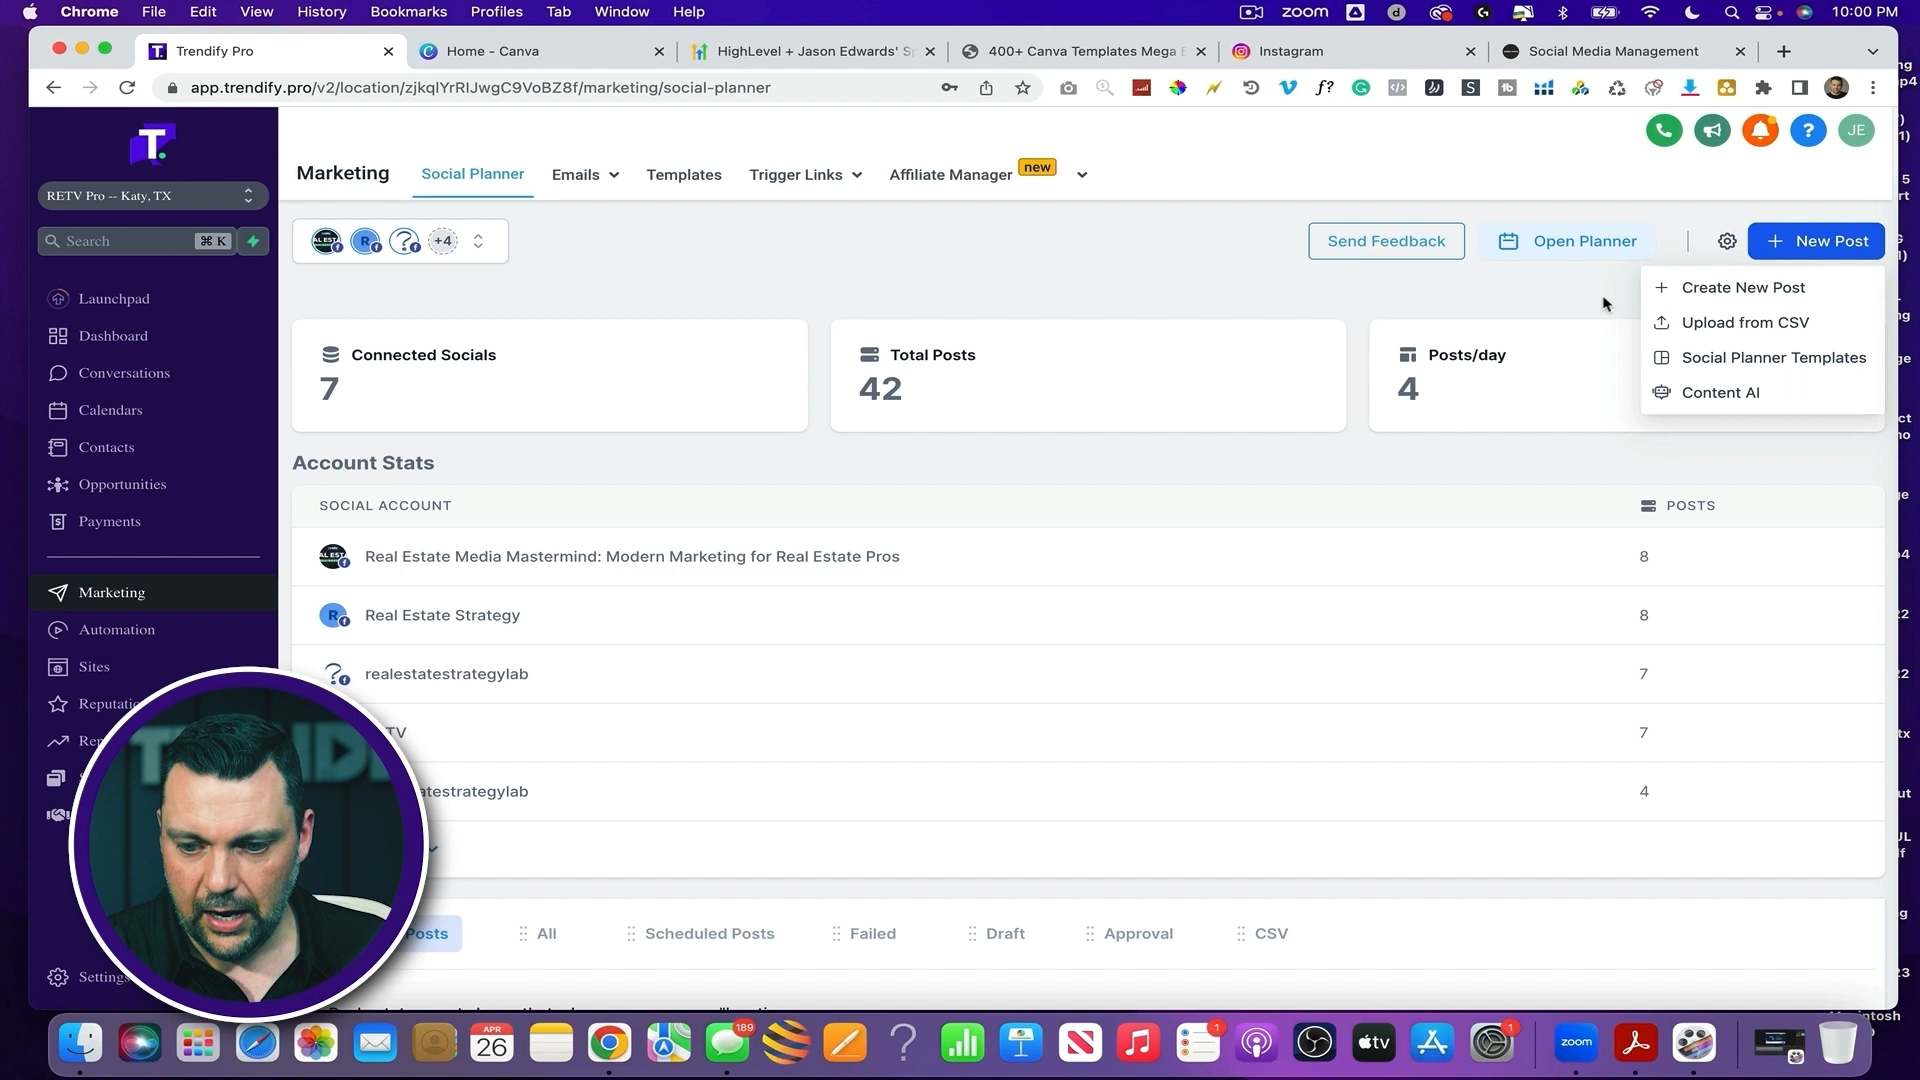 Chrome File Edit View History Bookmarks Profiles Tab Window Help zoom 10:00 PM
Trendify Pro Home - Canva HighLevel + Jason Edwards' Sp 400+ Canva Templates Mega Instagram Social Media Management
app.trendify.pro/v2/location/zjkqlYrRlJwgC9VoBZ8f/marketing/social-planner
T.
JE
Marketing Social Planner Emails Templates Trigger Links Affiliate Manager new
RETV Pro -- Katy, TX
Search ⌘ K
+4
Send Feedback Open Planner + New Post
Create New Post
Upload from CSV
Social Planner Templates
Content AI
Launchpad
Dashboard
Conversations
Calendars
Contacts
Opportunities
Payments
Marketing
Automation
Sites
Settings
Connected Socials
7
Total Posts
42
Posts/day
4
Account Stats
SOCIAL ACCOUNT POSTS
Real Estate Media Mastermind: Modern Marketing for Real Estate Pros 8
R Real Estate Strategy 8
realestatestrategylab 7
7
4
Posts All Scheduled Posts Failed Draft Approval CSV
APR
26
189
1
tv
1
zoom